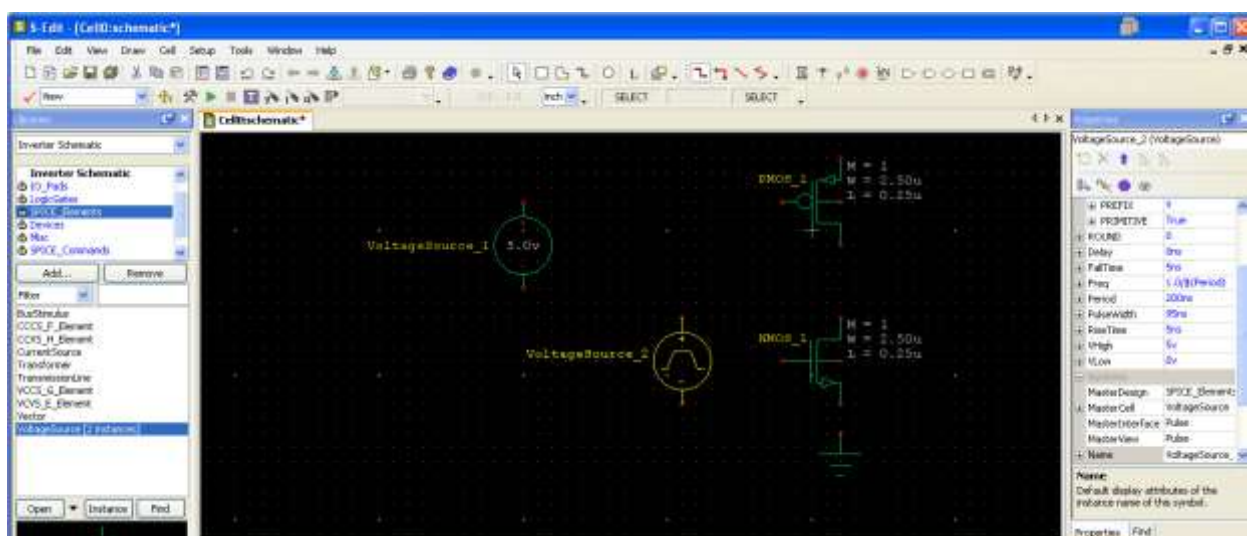 S-Edit - [Cell0:schematic*]
File Edit View Draw Cell Setup Tools Window Help
New
Inch
SELECT
SELECT
Cell0:schematic*
Inverter Schematic
Inverter Schematic
IO_Pads
LogicGates
SPICE_Elements
Devices
Misc
SPICE_Commands
Add...
Remove
Filter
BusStimulus
CCCS_F_Element
CCVS_H_Element
CurrentSource
Transformer
TransmissionLine
VCCS_G_Element
VCVS_E_Element
Vector
VoltageSource (2 instances)
Open
Instance
Find
VoltageSource_1
5.0v
PMOS_1
M = 1
W = 2.50u
L = 0.25u
VoltageSource_2
NMOS_1
M = 1
W = 2.50u
L = 0.25u
Properties
VoltageSource_2 (VoltageSource)
PREFIX
PRIMITIVE True
ROUND
Delay 0ns
FallTime 5ns
Freq 1.0/$(Period)
Period 200ns
PulseWidth 95ns
RiseTime 5ns
VHigh 5v
VLow 0v
MasterDesign SPICE_Elements
MasterCell VoltageSource
MasterInterface Pulse
MasterView Pulse
Name VoltageSource_
Name
Default display attributes of the
instance name of this symbol.
Properties Find